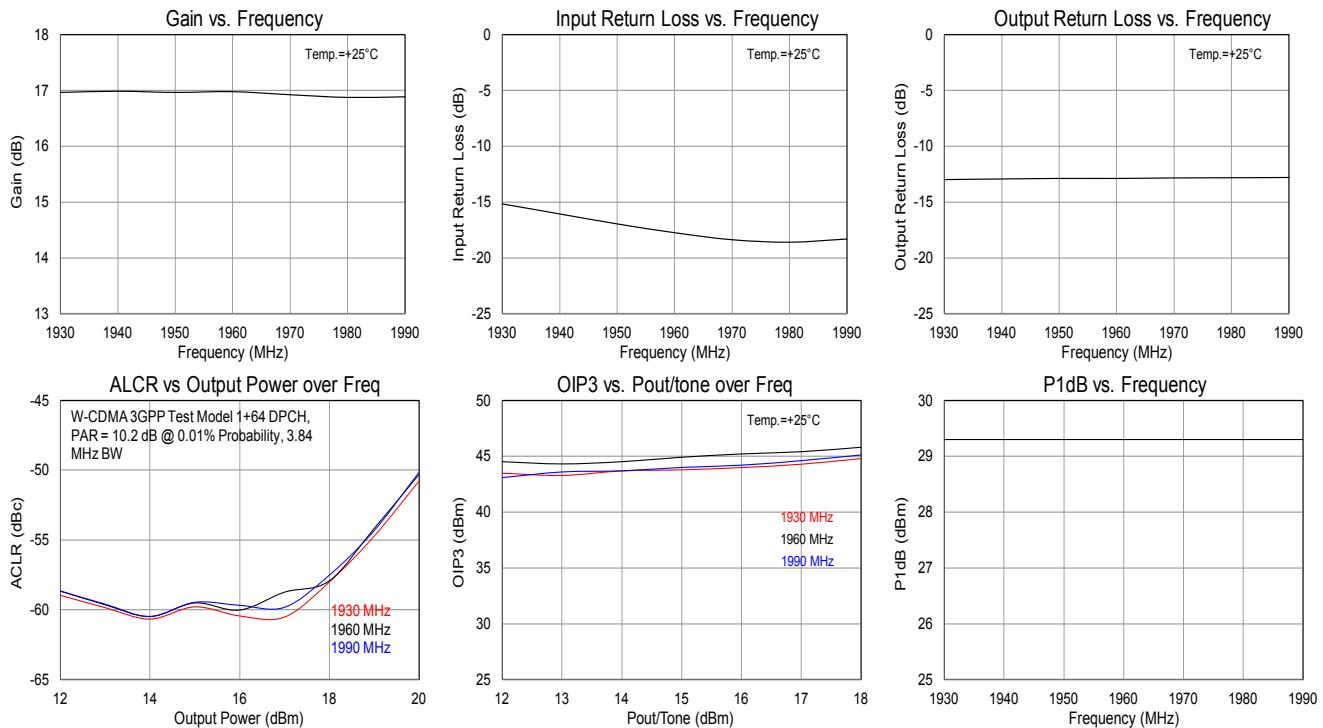 Gain vs. Frequency
18
17
16
15
14
13
Gain (dB)
Temp.=+25°C
1930 1940 1950 1960 1970 1980 1990
Frequency (MHz)
Input Return Loss vs. Frequency
0
-5
-10
-15
-20
-25
Input Return Loss (dB)
Temp.=+25°C
1930 1940 1950 1960 1970 1980 1990
Frequency (MHz)
Output Return Loss vs. Frequency
0
-5
-10
-15
-20
-25
Output Return Loss (dB)
Temp.=+25°C
1930 1940 1950 1960 1970 1980 1990
Frequency (MHz)
ALCR vs Output Power over Freq
-45
-50
-55
-60
-65
ACLR (dBc)
W-CDMA 3GPP Test Model 1+64 DPCH,
PAR = 10.2 dB @ 0.01% Probability, 3.84
MHz BW
1930 MHz
1960 MHz
1990 MHz
12 14 16 18 20
Output Power (dBm)
OIP3 vs. Pout/tone over Freq
50
45
40
35
30
25
OIP3 (dBm)
Temp.=+25°C
1930 MHz
1960 MHz
1990 MHz
12 13 14 15 16 17 18
Pout/Tone (dBm)
P1dB vs. Frequency
30
29
28
27
26
25
P1dB (dBm)
1930 1940 1950 1960 1970 1980 1990
Frequency (MHz)